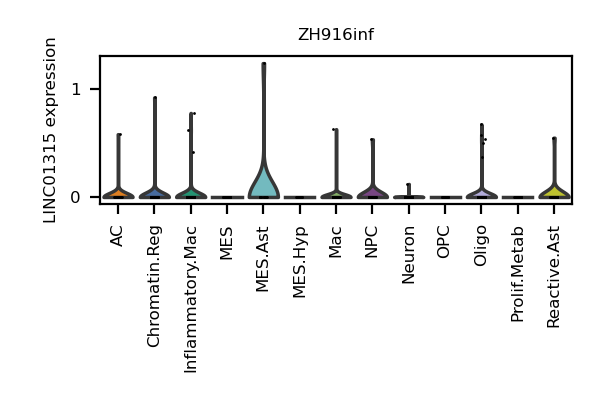 ZH916inf
LINC01315 expression
1
0
AC
Chromatin.Reg
Inflammatory.Mac
MES
MES.Ast
MES.Hyp
Mac
NPC
Neuron
OPC
Oligo
Prolif.Metab
Reactive.Ast